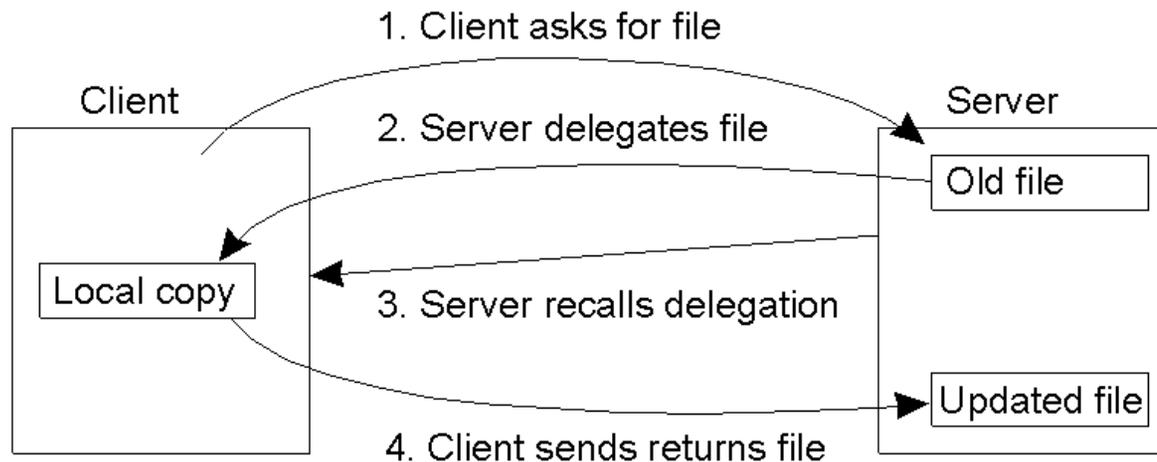 1. Client asks for file
Client
Server
2. Server delegates file
Old file
Local copy
3. Server recalls delegation
Updated file
4. Client sends returns file